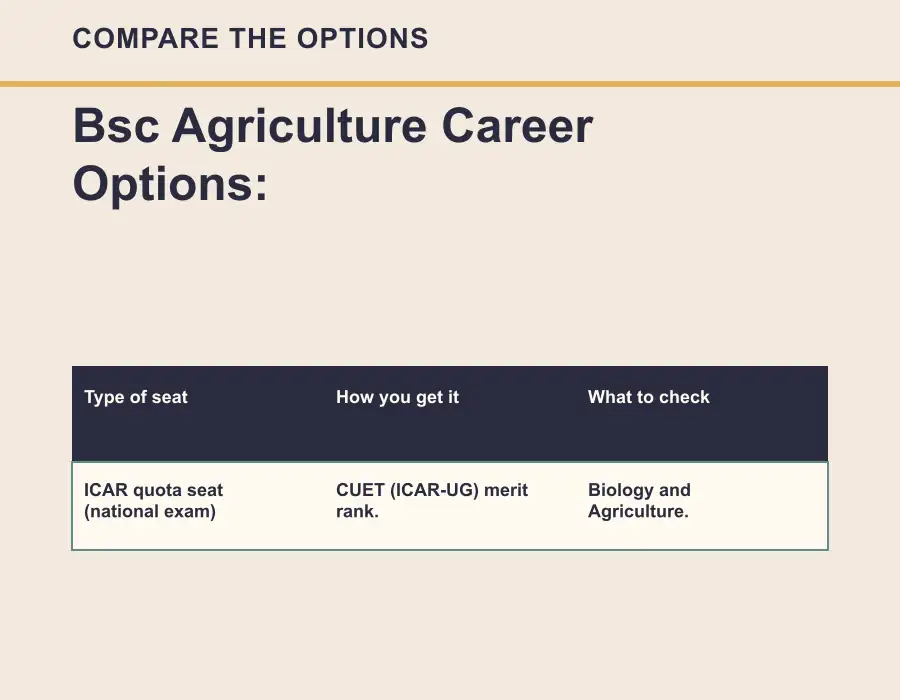 COMPARE THE OPTIONS
Bsc Agriculture Career
Options:
Type of seat
How you get it
What to check
ICAR quota seat
(national exam)
CUET (ICAR-UG) merit
rank.
Biology and
Agriculture.